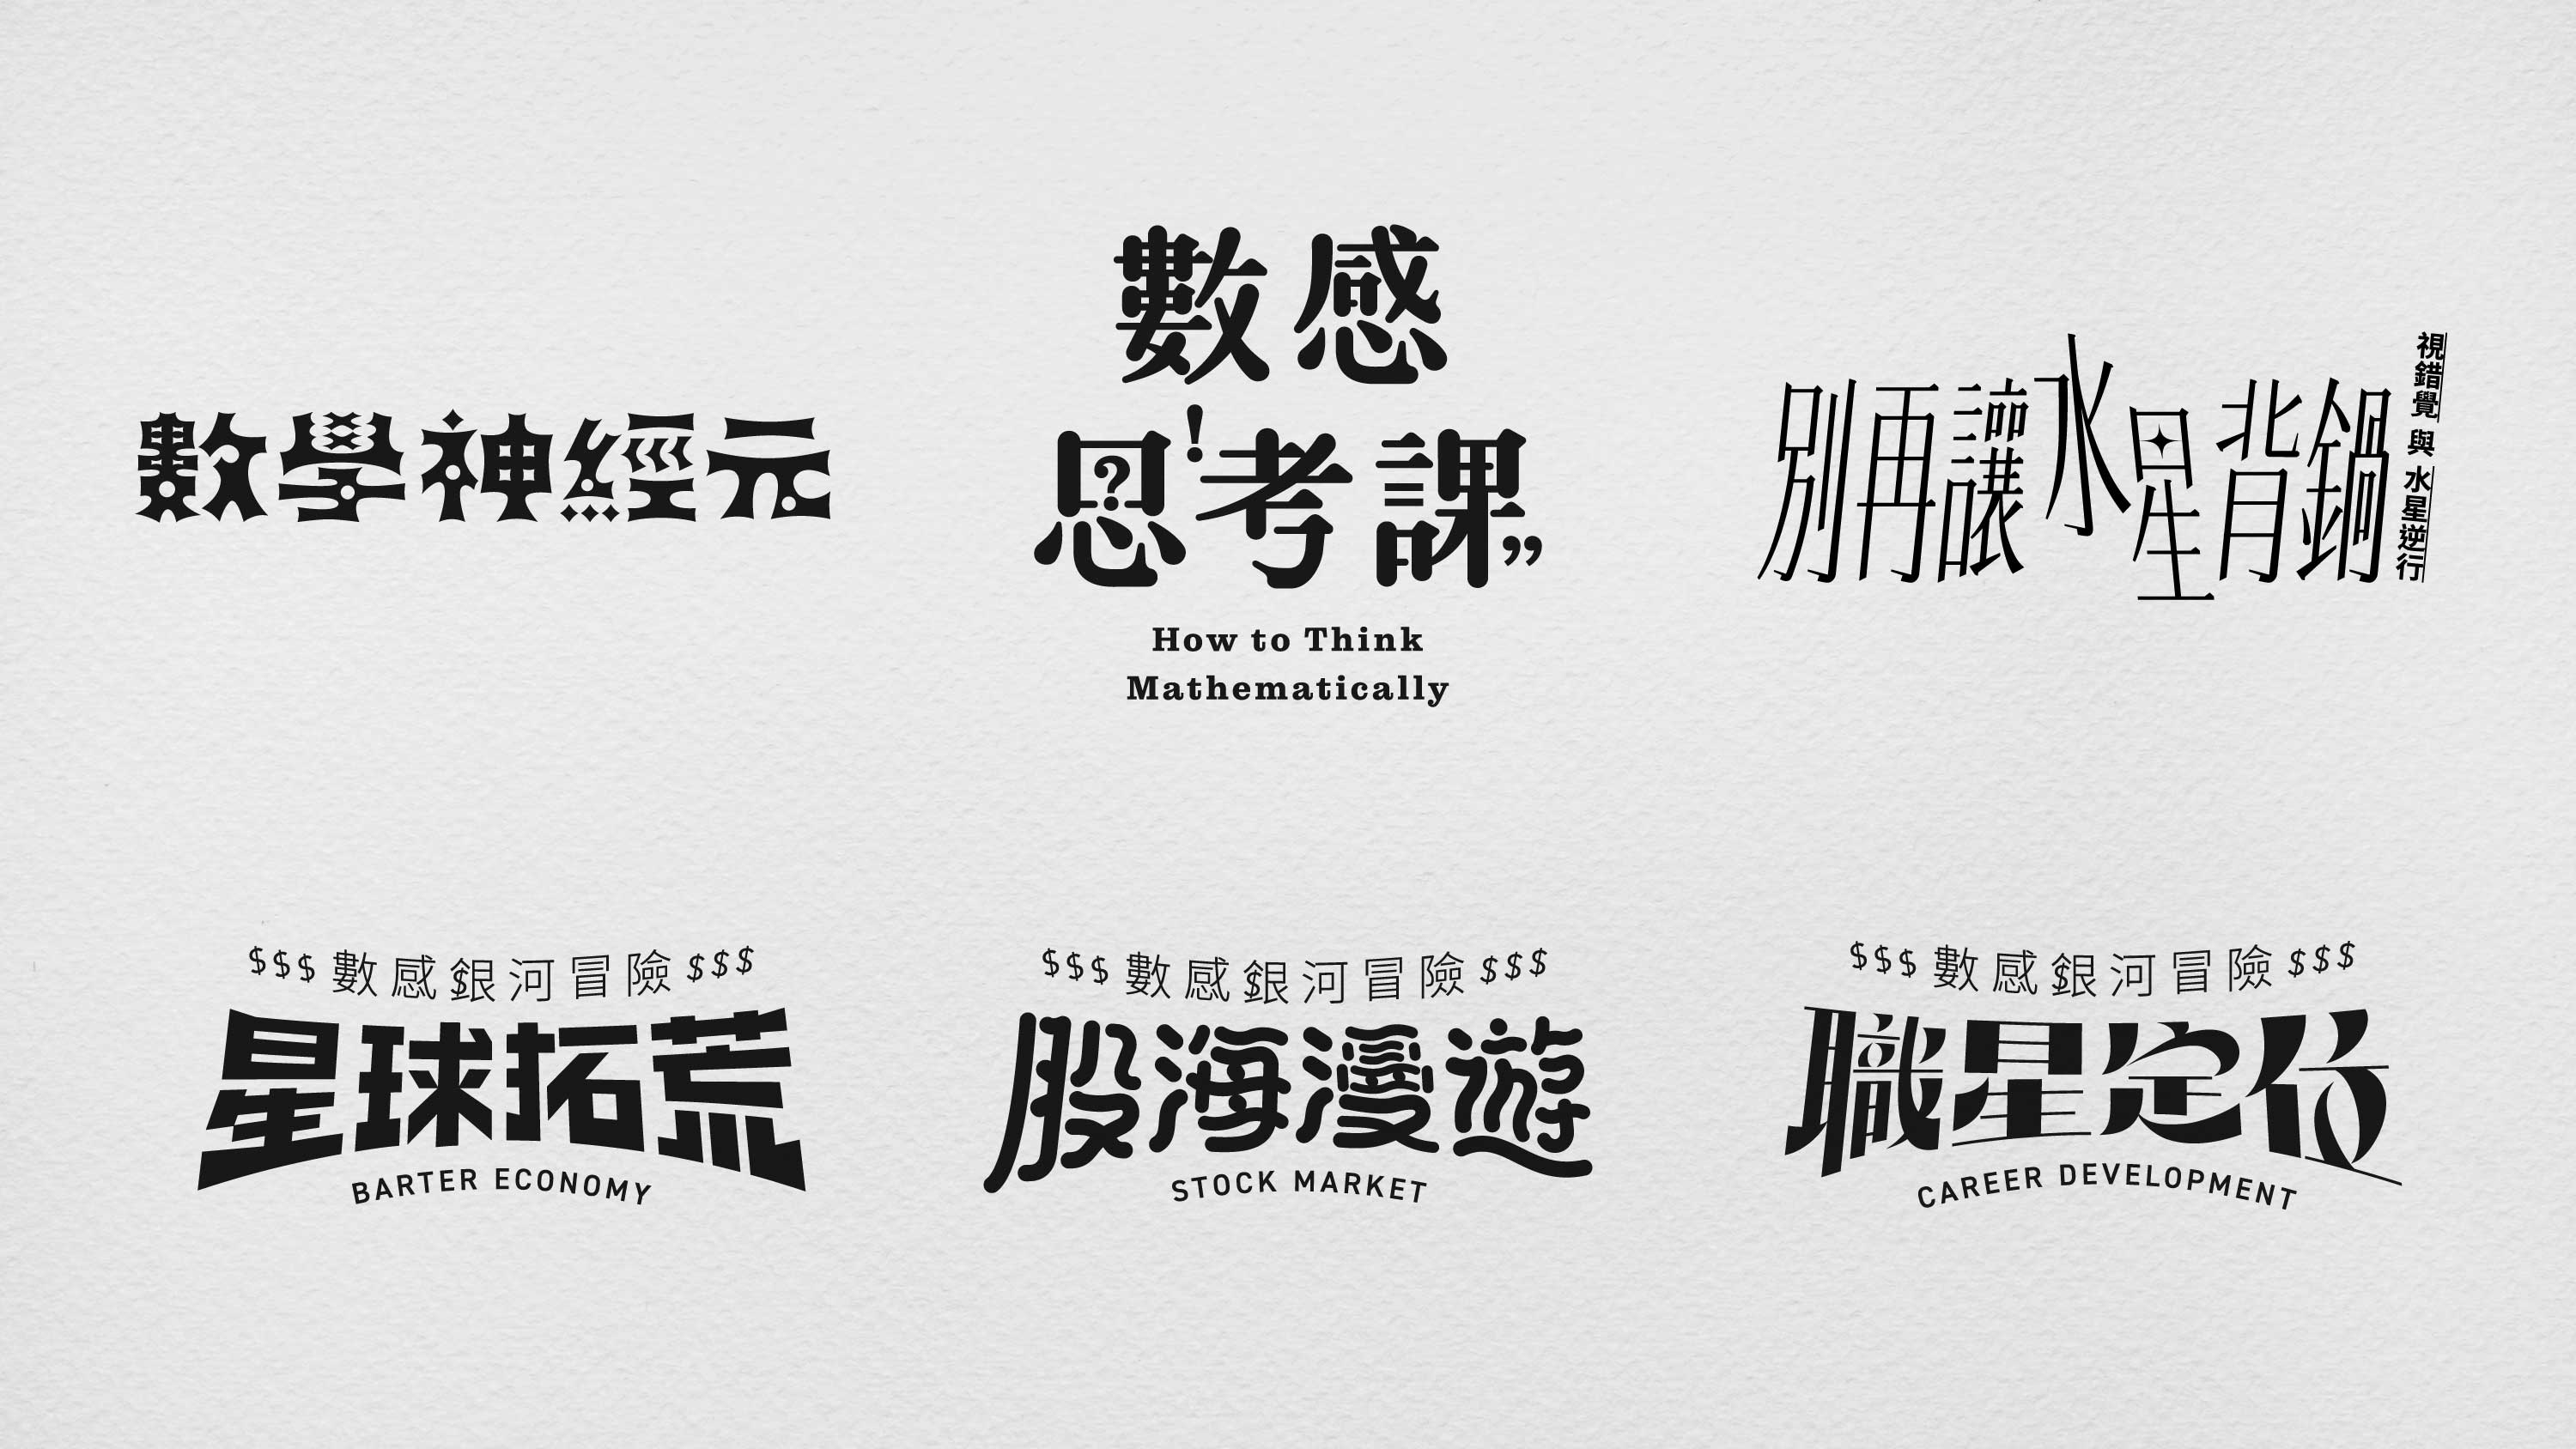 數學神經元
數感
思!考課”
How to Think
Mathematically
別再讓水星背鍋
視錯覺與水星逆行
$$$數感銀河冒險$$$
星球拓荒
BARTER ECONOMY
$$$數感銀河冒險$$$
股海漫遊
STOCK MARKET
$$$數感銀河冒險$$$
職星定位
CAREER DEVELOPMENT